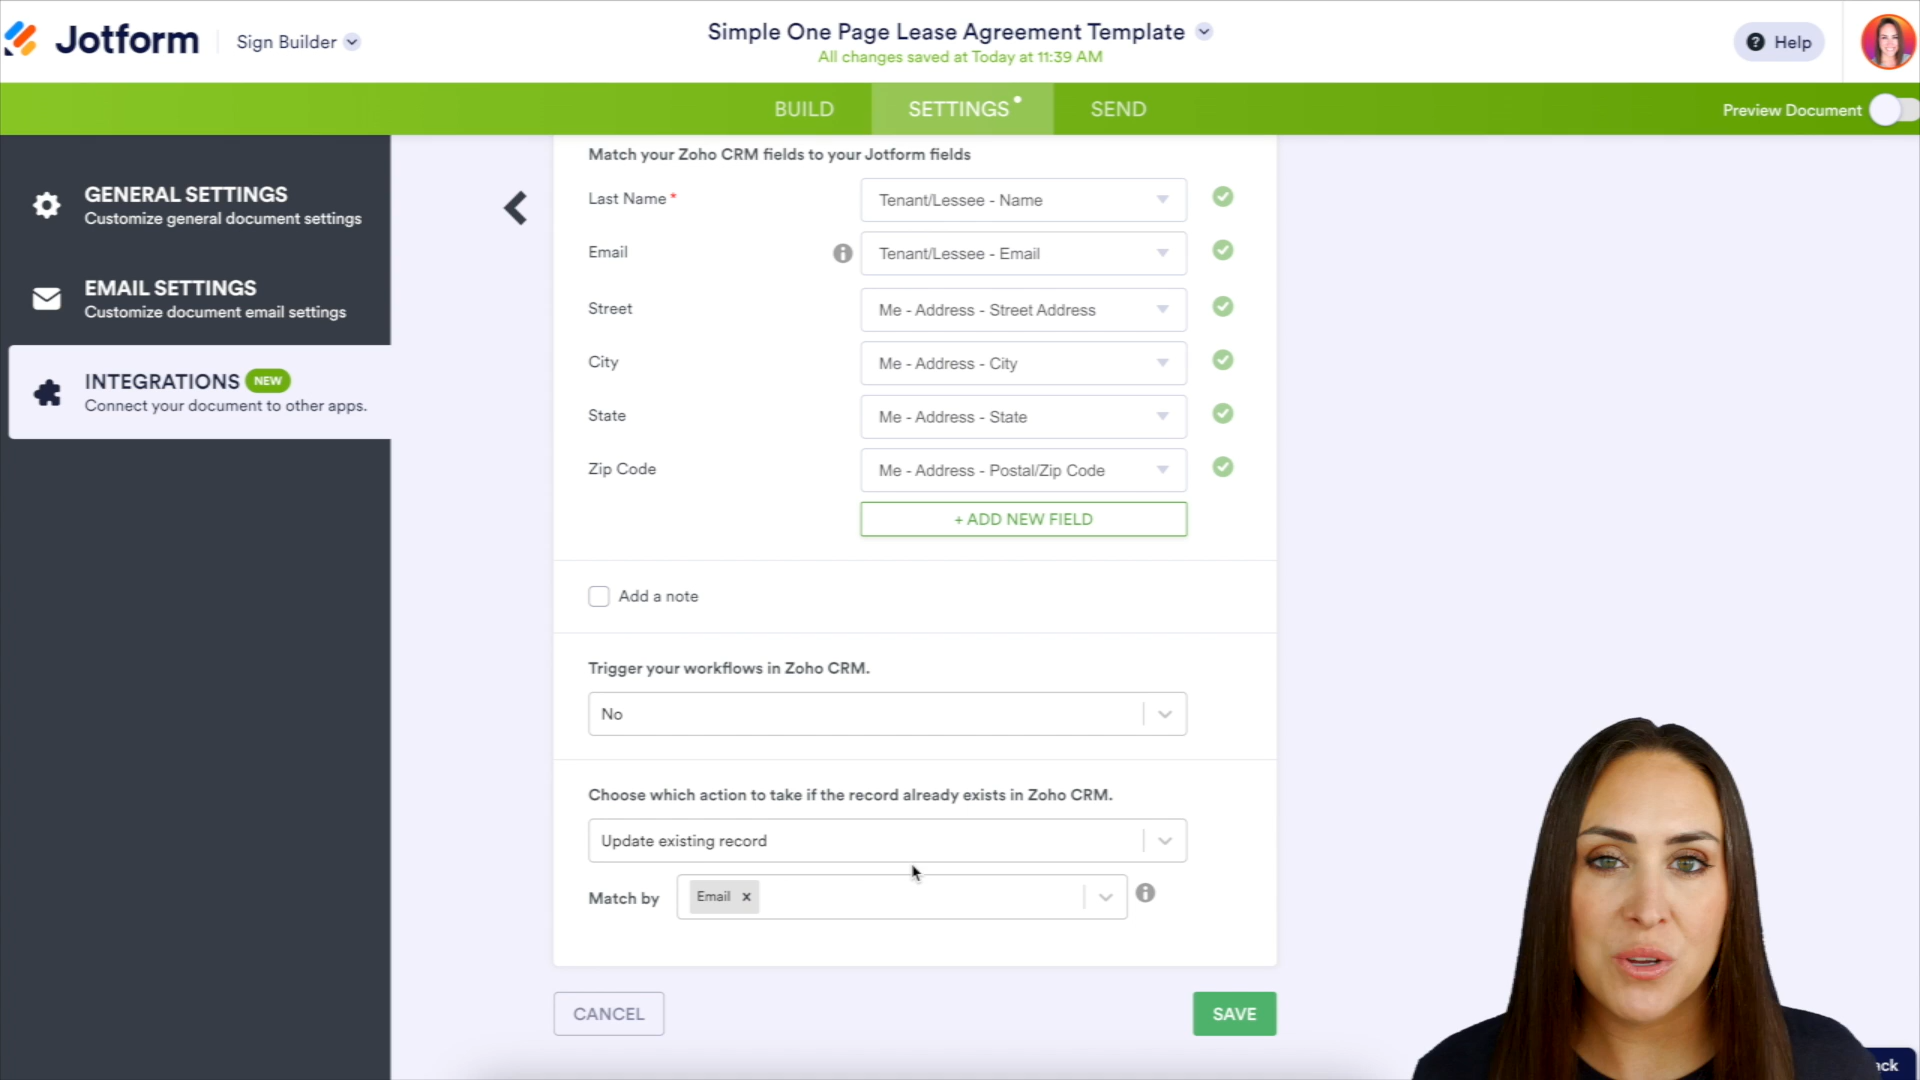 Jotform
Sign Builder
Simple One Page Lease Agreement Template
All changes saved at Today at 11:39 AM
Help
BUILD
SETTINGS
SEND
Preview Document
GENERAL SETTINGS
Customize general document settings
EMAIL SETTINGS
Customize document email settings
INTEGRATIONS NEW
Connect your document to other apps.
Match your Zoho CRM fields to your Jotform fields
Last Name * Tenant/Lessee - Name
Email Tenant/Lessee - Email
Street Me - Address - Street Address
City Me - Address - City
State Me - Address - State
Zip Code Me - Address - Postal/Zip Code
+ ADD NEW FIELD
Add a note
Trigger your workflows in Zoho CRM.
No
Choose which action to take if the record already exists in Zoho CRM.
Update existing record
Match by Email x
CANCEL
SAVE